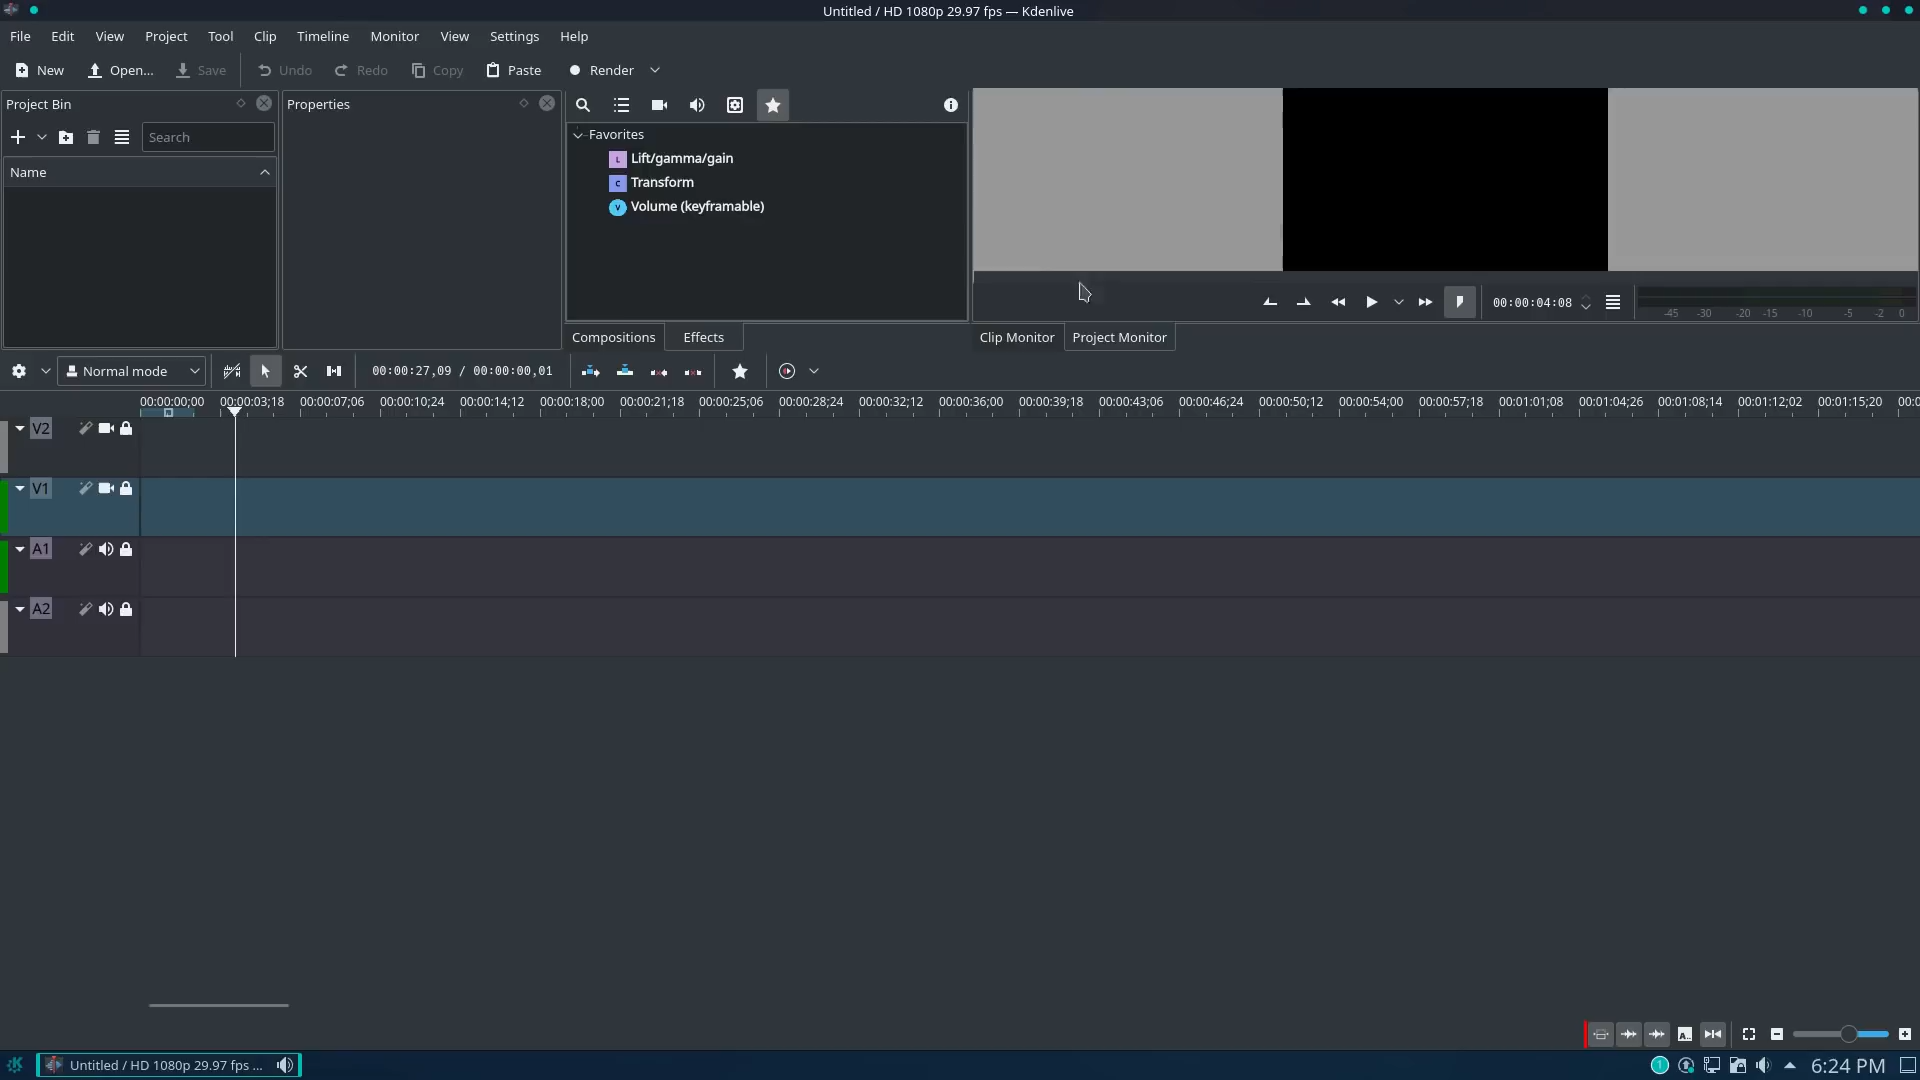 Untitled / HD 1080p 29.97 fps — Kdenlive
File Edit View Project Tool Clip Timeline Monitor View Settings Help
New Open... Save Undo Redo Copy Paste Render
Project Bin
Search
Name
Properties
Favorites
L Lift/gamma/gain
C Transform
V Volume (keyframable)
Compositions Effects
00:00:04:08
-45 -30 -20 -15 -10 -5 -2 0
Clip Monitor Project Monitor
Normal mode 00:00:27,09 / 00:00:00,01
00:00:00;00 00:00:03;18 00:00:07;06 00:00:10;24 00:00:14;12 00:00:18;00 00:00:21;18 00:00:25;06 00:00:28;24 00:00:32;12 00:00:36;00 00:00:39;18 00:00:43;06 00:00:46;24 00:00:50;12 00:00:54;00 00:00:57;18 00:01:01;08 00:01:04;26 00:01:08;14 00:01:12;02 00:01:15;20 00:0
V2
V1
A1
A2
Untitled / HD 1080p 29.97 fps ...
1
6:24 PM